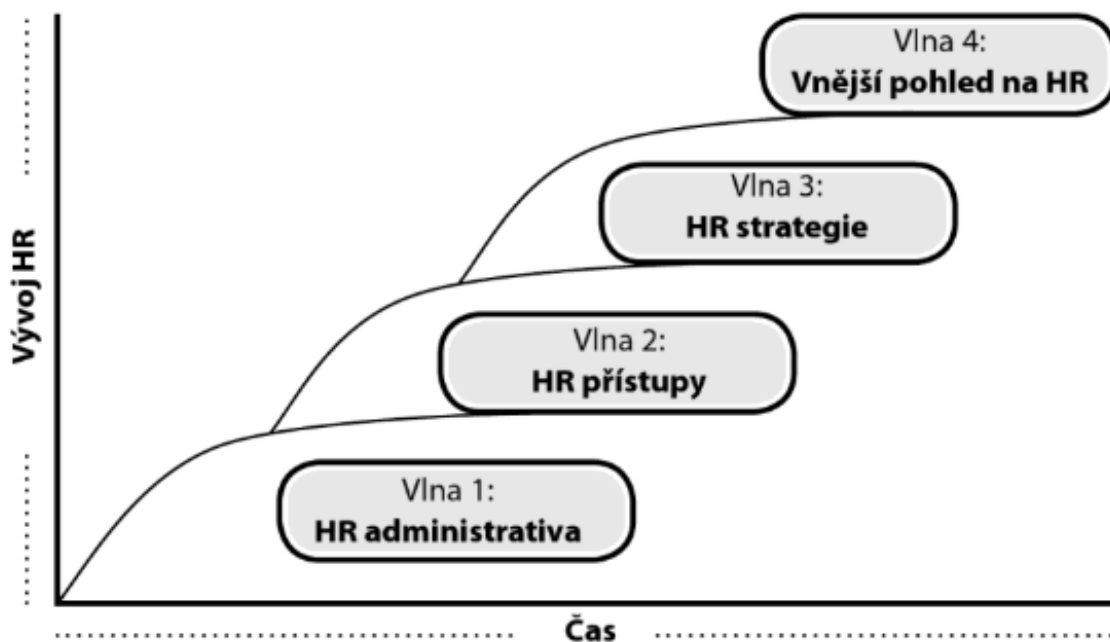 Vlna 4:
Vnější pohled na HR
Vlna 3:
HR strategie
Vlna 2:
HR přístupy
Vlna 1:
HR administrativa
Vývoj HR
Čas